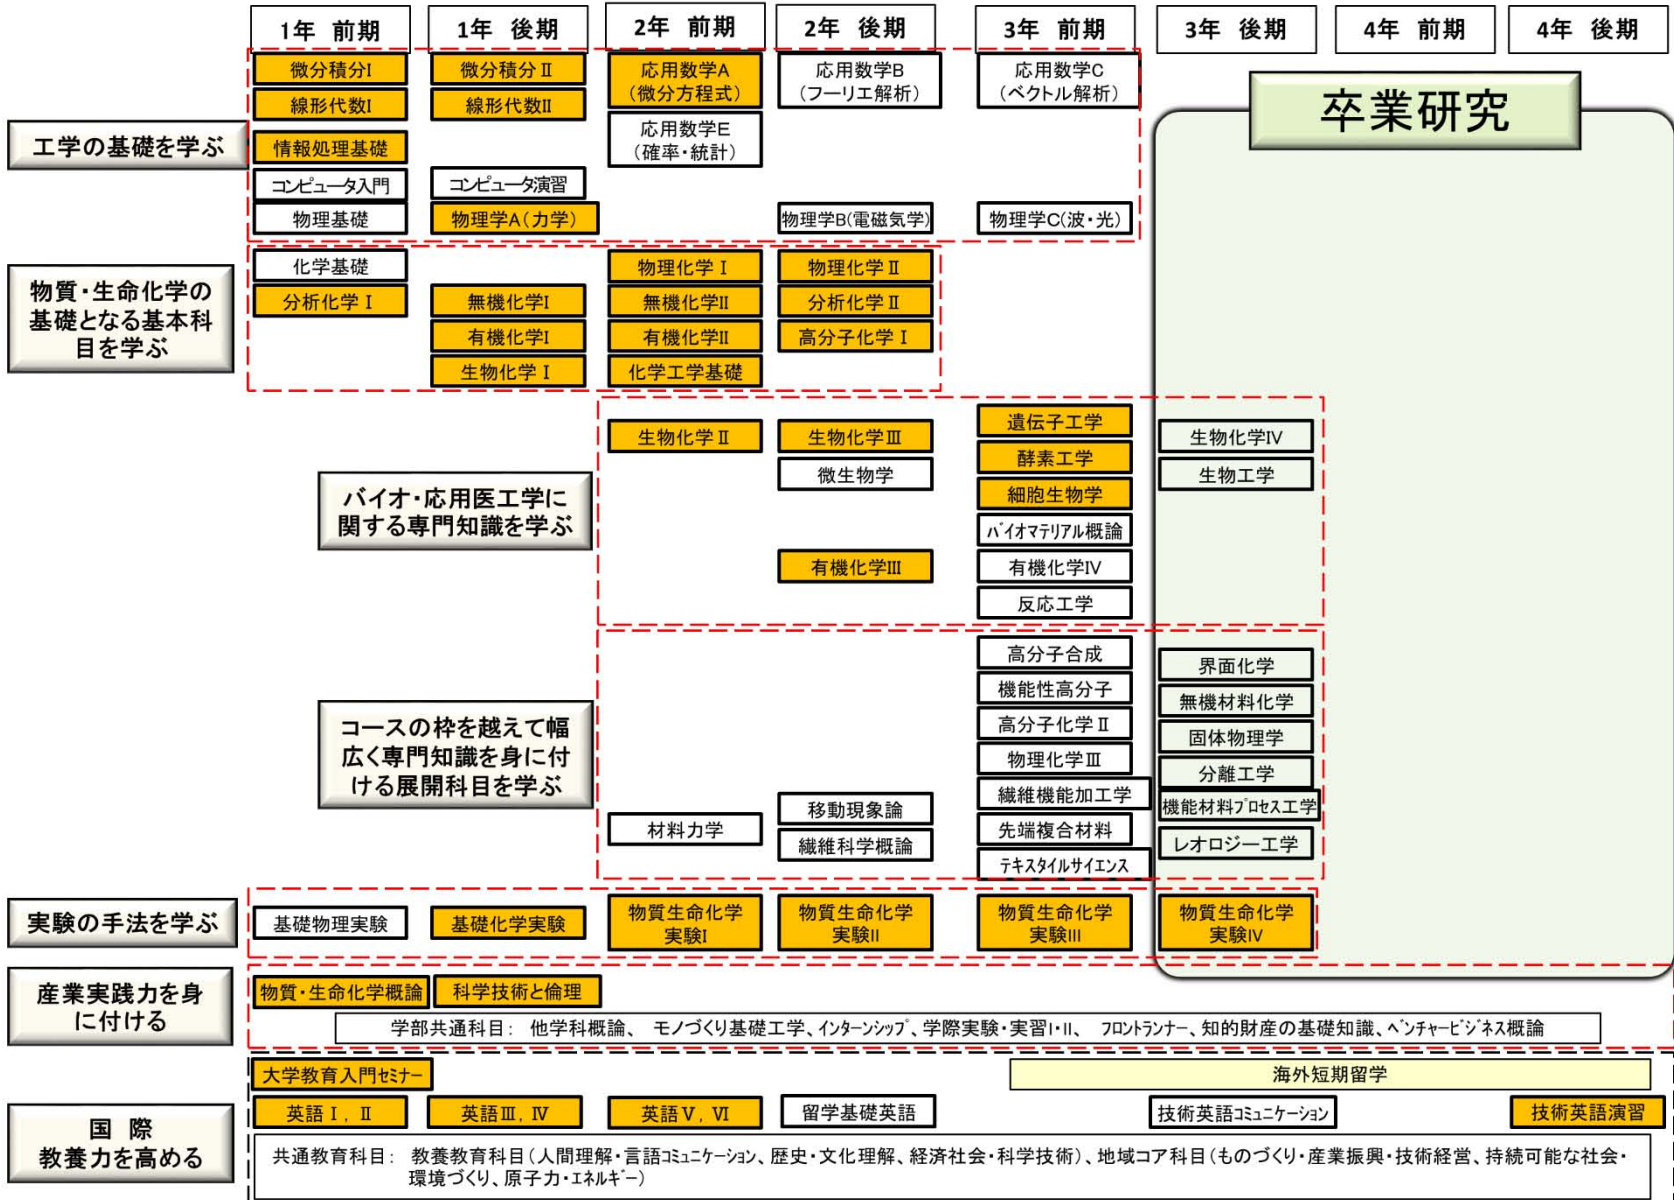 1年 前期
1年 後期
2年 前期
2年 後期
3年 前期
3年 後期
4年 前期
4年 後期
卒業研究
工学の基礎を学ぶ
微分積分I
微分積分Ⅱ
応用数学A
(微分方程式)
応用数学B
(フーリエ解析)
応用数学C
(ベクトル解析)
線形代数I
線形代数II
情報処理基礎
応用数学E
(確率・統計)
コンピュータ入門
コンピュータ演習
物理基礎
物理学A(力学)
物理学B(電磁気学)
物理学C(波・光)
物質・生命化学の
基礎となる基本科
目を学ぶ
化学基礎
物理化学Ⅰ
物理化学Ⅱ
分析化学Ⅰ
無機化学I
無機化学II
分析化学Ⅱ
有機化学I
有機化学II
高分子化学Ⅰ
生物化学Ⅰ
化学工学基礎
バイオ・応用医工学に
関する専門知識を学ぶ
生物化学Ⅱ
生物化学Ⅲ
遺伝子工学
生物化学IV
微生物学
酵素工学
生物工学
細胞生物学
バイオマテリアル概論
有機化学III
有機化学IV
反応工学
コースの枠を越えて幅
広く専門知識を身に付
ける展開科目を学ぶ
高分子合成
界面化学
機能性高分子
無機材料化学
高分子化学Ⅱ
固体物理学
物理化学Ⅲ
分離工学
繊維機能加工学
機能材料プロセス工学
材料力学
移動現象論
先端複合材料
レオロジー工学
繊維科学概論
テキスタイルサイエンス
実験の手法を学ぶ
基礎物理実験
基礎化学実験
物質生命化学
実験I
物質生命化学
実験II
物質生命化学
実験III
物質生命化学
実験IV
産業実践力を身
に付ける
物質・生命化学概論
科学技術と倫理
学部共通科目: 他学科概論、 モノづくり基礎工学、インターンシップ、学際実験・実習I・II、 フロントランナー、知的財産の基礎知識、ベンチャービジネス概論
国 際
教養力を高める
大学教育入門セミナー
海外短期留学
英語Ⅰ, Ⅱ
英語Ⅲ, Ⅳ
英語Ⅴ, Ⅵ
留学基礎英語
技術英語コミュニケーション
技術英語演習
共通教育科目: 教養教育科目(人間理解・言語コミュニケーション、歴史・文化理解、経済社会・科学技術)、地域コア科目(ものづくり・産業振興・技術経営、持続可能な社会・
環境づくり、原子力・エネルギー)